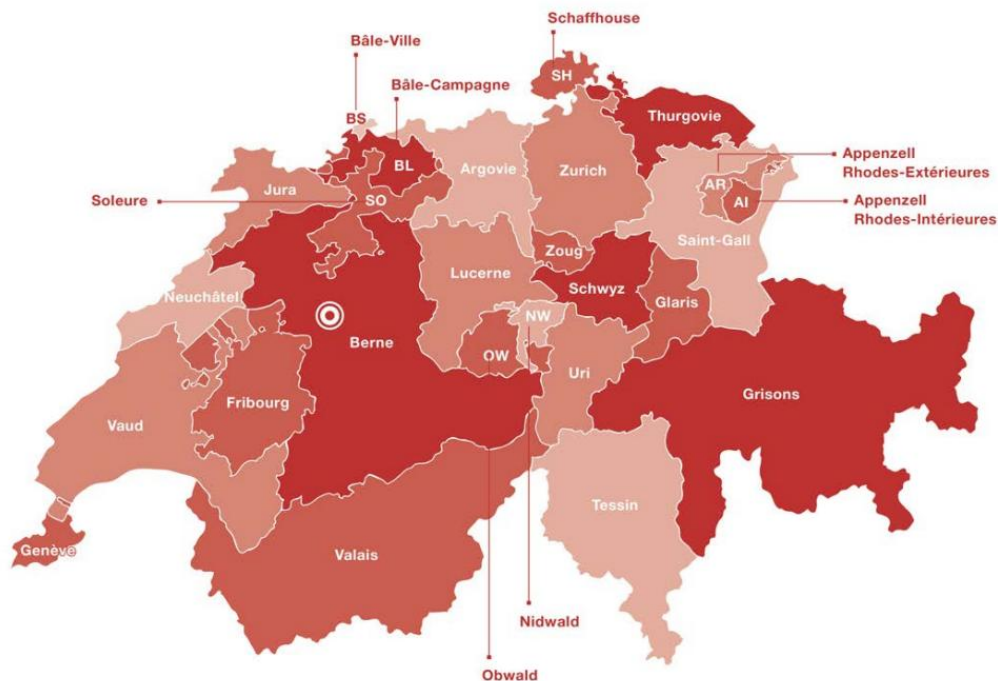 Schaffhouse
Bâle-Ville
Bâle-Campagne
SH
Thurgovie
BS
BL
Argovie
Zurich
Appenzell
Rhodes-Extérieures
Jura
AR
AI
Soleure
SO
Appenzell
Rhodes-Intérieures
Saint-Gall
Zoug
Lucerne
Neuchâtel
Schwyz
Glaris
NW
Berne
OW
Uri
Fribourg
Grisons
Vaud
Tessin
Genève
Valais
Nidwald
Obwald